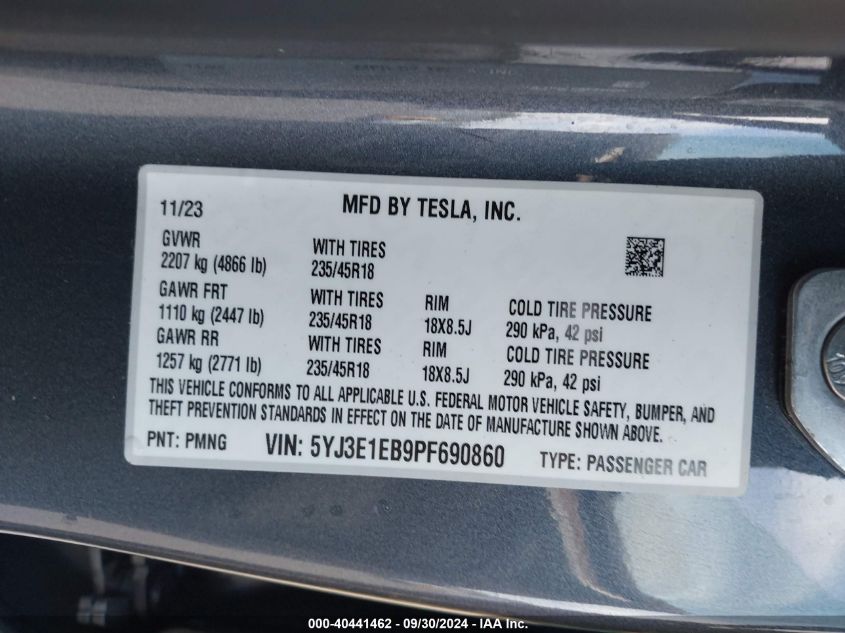 11/23 MFD BY TESLA, INC.
GVWR
2207 kg (4866 lb) WITH TIRES 235/45R18
GAWR FRT
1110 kg (2447 lb) WITH TIRES 235/45R18 RIM 18X8.5J COLD TIRE PRESSURE 290 kPa, 42 psi
GAWR RR
1257 kg (2771 lb) WITH TIRES 235/45R18 RIM 18X8.5J COLD TIRE PRESSURE 290 kPa, 42 psi
THIS VEHICLE CONFORMS TO ALL APPLICABLE U.S. FEDERAL MOTOR VEHICLE SAFETY, BUMPER, AND
THEFT PREVENTION STANDARDS IN EFFECT ON THE DATE OF MANUFACTURE SHOWN ABOVE.
PNT: PMNG VIN: 5YJ3E1EB9PF690860 TYPE: PASSENGER CAR
000-40441462 - 09/30/2024 - IAA Inc.